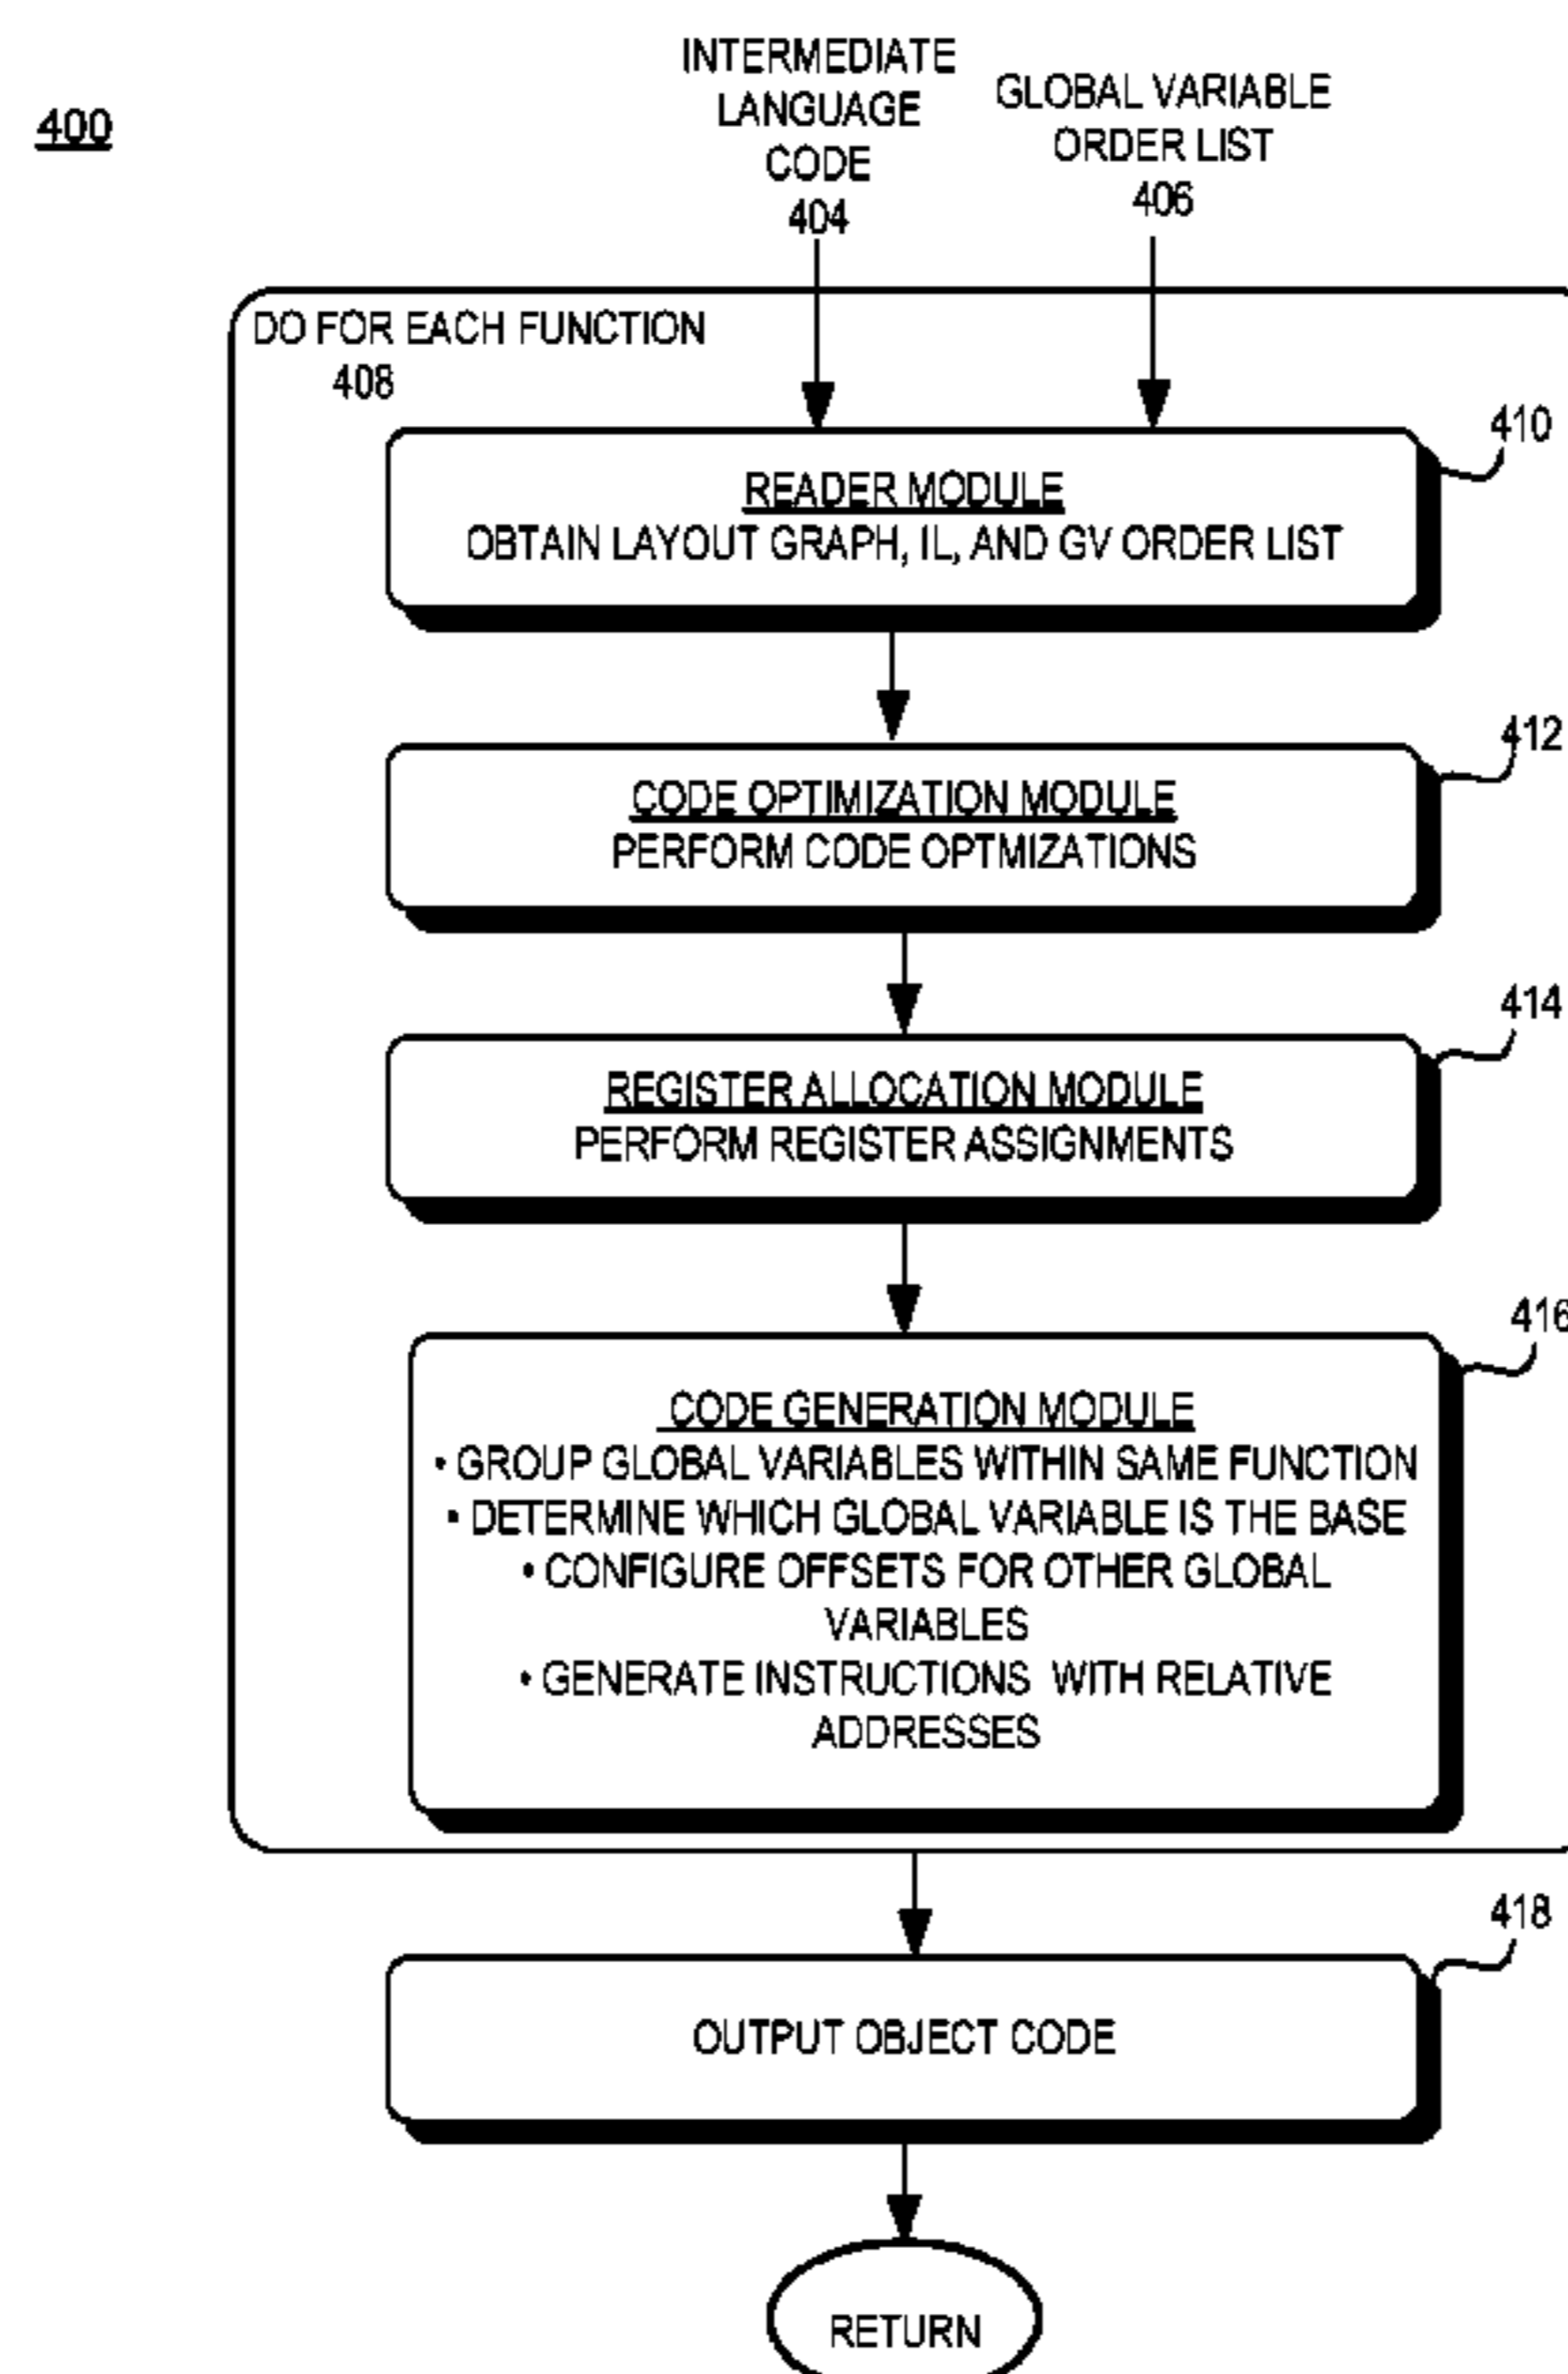 400
INTERMEDIATE
LANGUAGE
CODE
404
GLOBAL VARIABLE
ORDER LIST
406
DO FOR EACH FUNCTION
408
410
READER MODULE
OBTAIN LAYOUT GRAPH, IL, AND GV ORDER LIST
412
CODE OPTIMIZATION MODULE
PERFORM CODE OPTMIZATIONS
414
REGISTER ALLOCATION MODULE
PERFORM REGISTER ASSIGNMENTS
416
CODE GENERATION MODULE
• GROUP GLOBAL VARIABLES WITHIN SAME FUNCTION
• DETERMINE WHICH GLOBAL VARIABLE IS THE BASE
• CONFIGURE OFFSETS FOR OTHER GLOBAL
VARIABLES
• GENERATE INSTRUCTIONS WITH RELATIVE
ADDRESSES
418
OUTPUT OBJECT CODE
RETURN